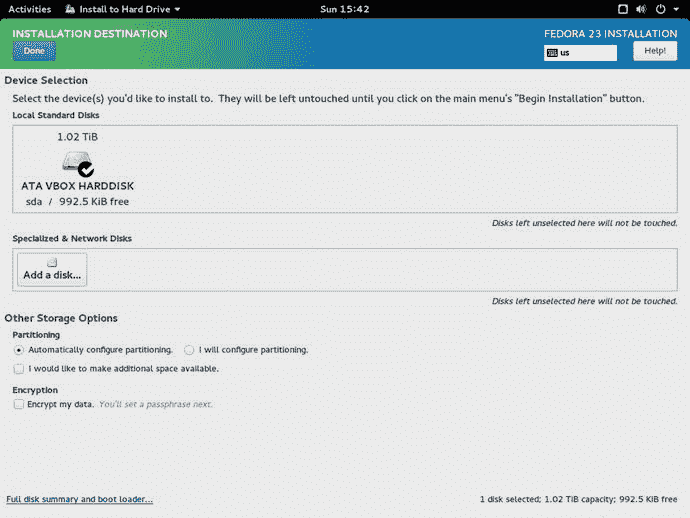 Activities Install to Hard Drive Sun 15:42
INSTALLATION DESTINATION FEDORA 23 INSTALLATION
Done us Help!
Device Selection
Select the device(s) you'd like to install to. They will be left untouched until you click on the main menu's "Begin Installation" button.
Local Standard Disks
1.02 TiB
ATA VBOX HARDDISK
sda / 992.5 KiB free
Disks left unselected here will not be touched.
Specialized & Network Disks
Add a disk...
Disks left unselected here will not be touched.
Other Storage Options
Partitioning
Automatically configure partitioning. I will configure partitioning.
I would like to make additional space available.
Encryption
Encrypt my data. You'll set a passphrase next.
Full disk summary and boot loader... 1 disk selected; 1.02 TiB capacity; 992.5 KiB free